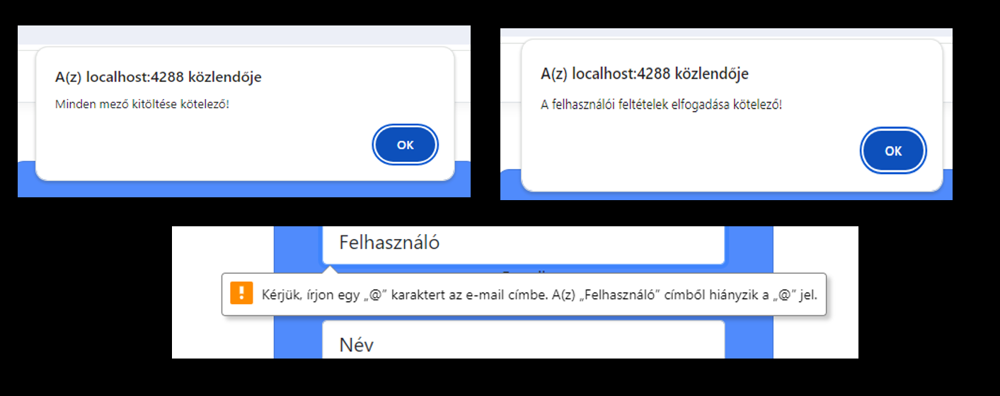 A(z) localhost:4288 közlendője
Minden mező kitöltése kötelező!
OK
A(z) localhost:4288 közlendője
A felhasználói feltételek elfogadása kötelező!
OK
Felhasználó
Kérjük, írjon egy „@” karaktert az e-mail címbe. A(z) „Felhasználó” címből hiányzik a „@” jel.
Név